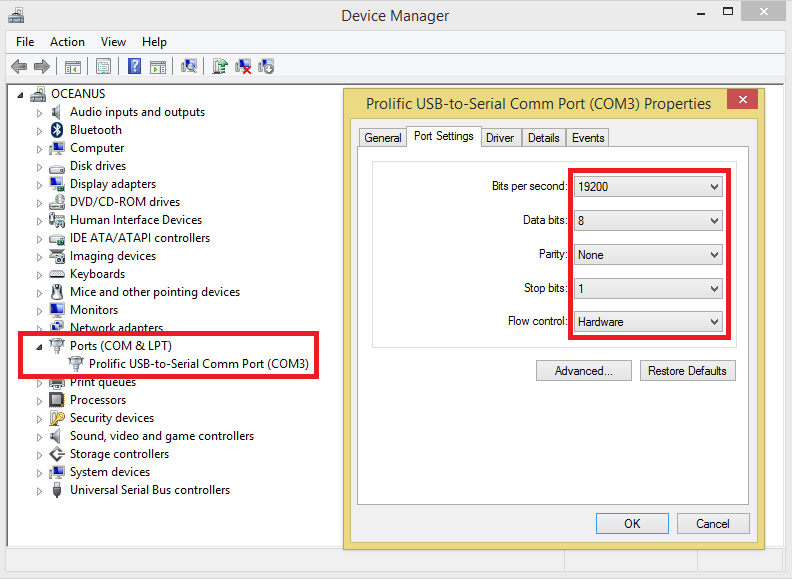 Device Manager
File Action View Help
OCEANUS
Audio inputs and outputs
Bluetooth
Computer
Disk drives
Display adapters
DVD/CD-ROM drives
Human Interface Devices
IDE ATA/ATAPI controllers
Imaging devices
Keyboards
Mice and other pointing devices
Monitors
Network adapters
Ports (COM & LPT)
Prolific USB-to-Serial Comm Port (COM3)
Print queues
Processors
Security devices
Sound, video and game controllers
Storage controllers
System devices
Universal Serial Bus controllers
Prolific USB-to-Serial Comm Port (COM3) Properties
General Port Settings Driver Details Events
Bits per second: 19200
Data bits: 8
Parity: None
Stop bits: 1
Flow control: Hardware
Advanced... Restore Defaults
OK Cancel